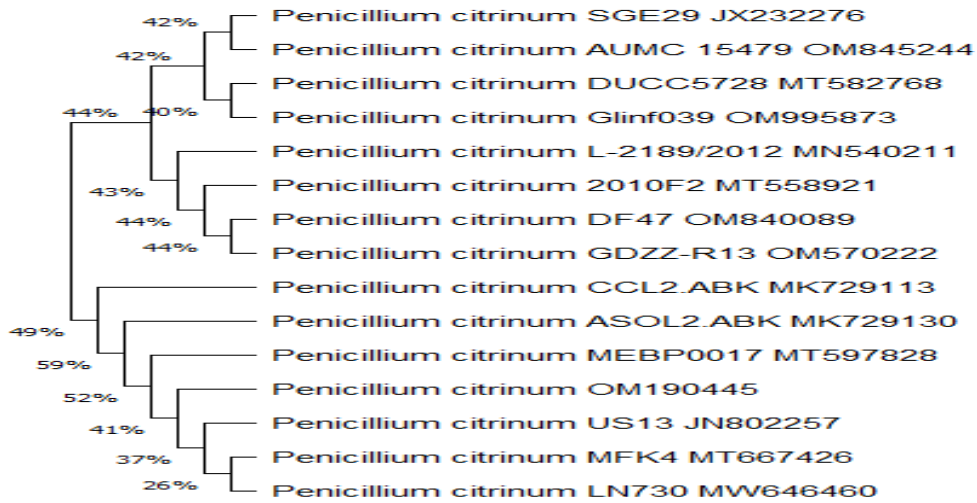 42%
Penicillium citrinum SGE29 JX232276
42%
Penicillium citrinum AUMC 15479 OM845244
Penicillium citrinum DUCC5728 MT582768
44%
40%
Penicillium citrinum Glinf039 OM995873
Penicillium citrinum L-2189/2012 MN540211
43%
Penicillium citrinum 2010F2 MT558921
44%
Penicillium citrinum DF47 OM840089
44%
Penicillium citrinum GDZZ-R13 OM570222
Penicillium citrinum CCL2.ABK MK729113
49%
Penicillium citrinum ASOL2.ABK MK729130
59%
Penicillium citrinum MEBP0017 MT597828
52%
Penicillium citrinum OM190445
41%
Penicillium citrinum US13 JN802257
37%
Penicillium citrinum MFK4 MT667426
26%
Penicillium citrinum LN730 MW646460